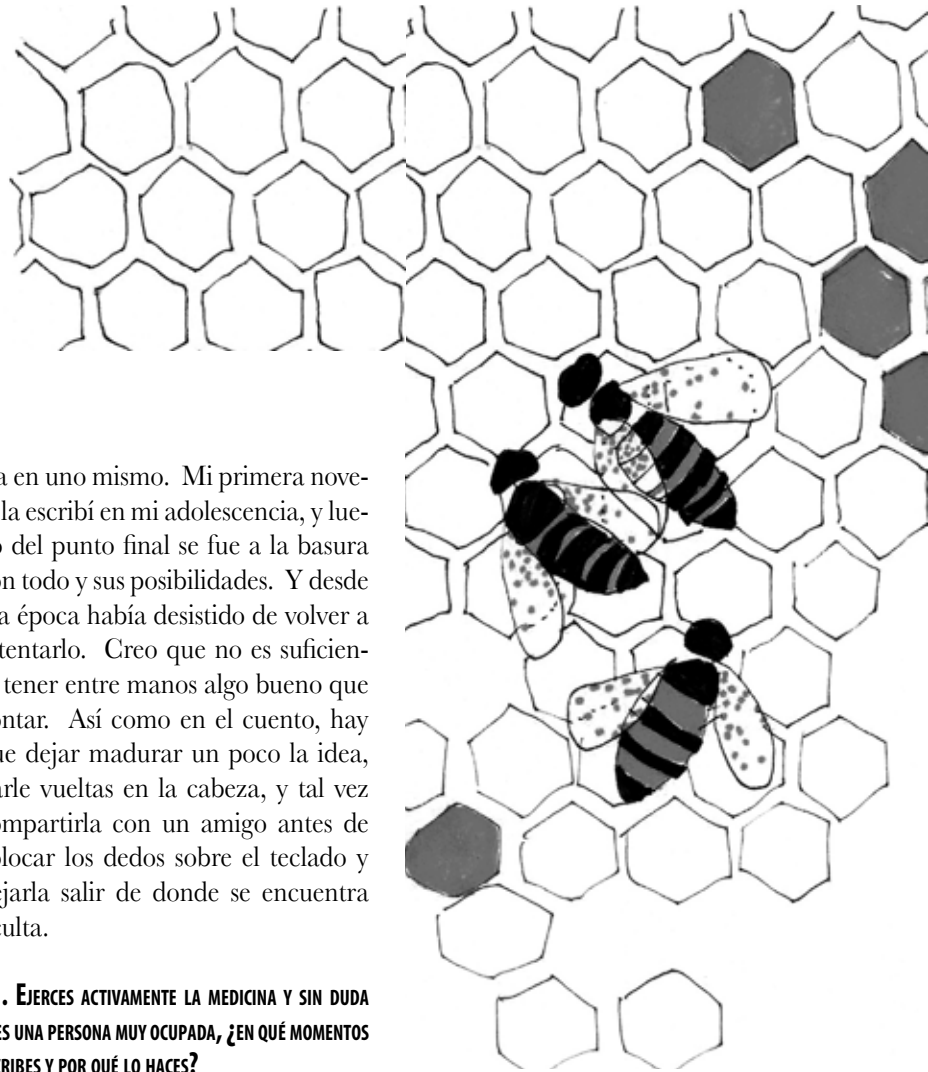 a en uno mismo. Mi primera nove-
la escribí en mi adolescencia, y lue-
o del punto final se fue a la basura
on todo y sus posibilidades. Y desde
a época había desistido de volver a
tentarlo. Creo que no es suficien-
tener entre manos algo bueno que
ontar. Así como en el cuento, hay
ue dejar madurar un poco la idea,
arle vueltas en la cabeza, y tal vez
ompartirla con un amigo antes de
olocar los dedos sobre el teclado y
ejarla salir de donde se encuentra
culta.
. EJERCES ACTIVAMENTE LA MEDICINA Y SIN DUDA
ES UNA PERSONA MUY OCUPADA, ¿EN QUÉ MOMENTOS
CRIBES Y POR QUÉ LO HACES?